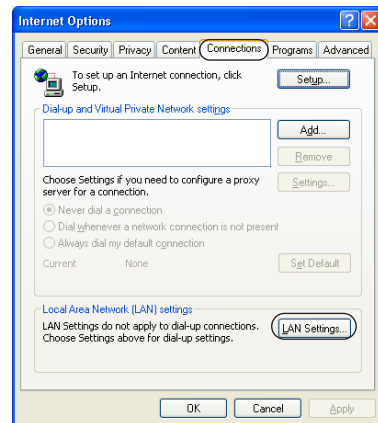 Internet Options
General Security Privacy Content Connections Programs Advanced
To set up an Internet connection, click
Setup.
Setup...
Dial-up and Virtual Private Network settings
Add...
Remove
Choose Settings if you need to configure a proxy
server for a connection.
Settings...
Never dial a connection
Dial whenever a network connection is not present
Always dial my default connection
Current None
Set Default
Local Area Network (LAN) settings
LAN Settings do not apply to dial-up connections.
Choose Settings above for dial-up settings.
LAN Settings...
OK Cancel Apply